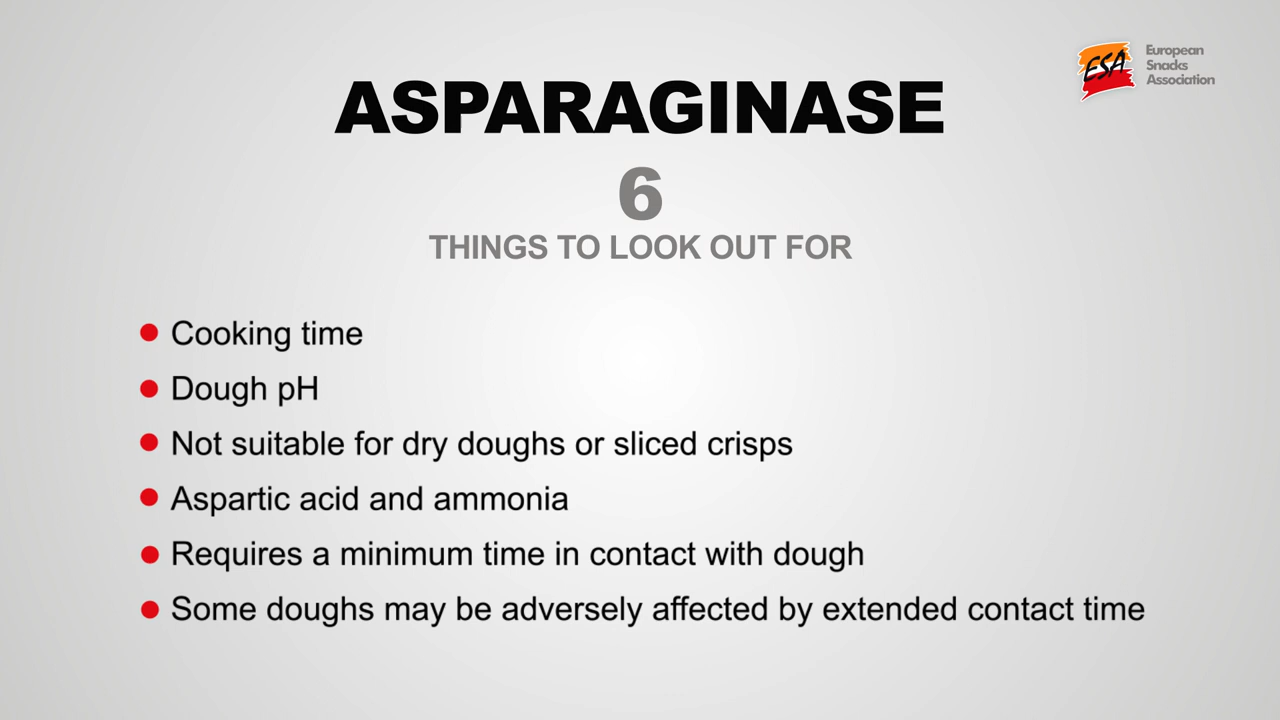 ESA
European
Snacks
Association
ASPARAGINASE
6
THINGS TO LOOK OUT FOR
Cooking time
Dough pH
Not suitable for dry doughs or sliced crisps
Aspartic acid and ammonia
Requires a minimum time in contact with dough
Some doughs may be adversely affected by extended contact time